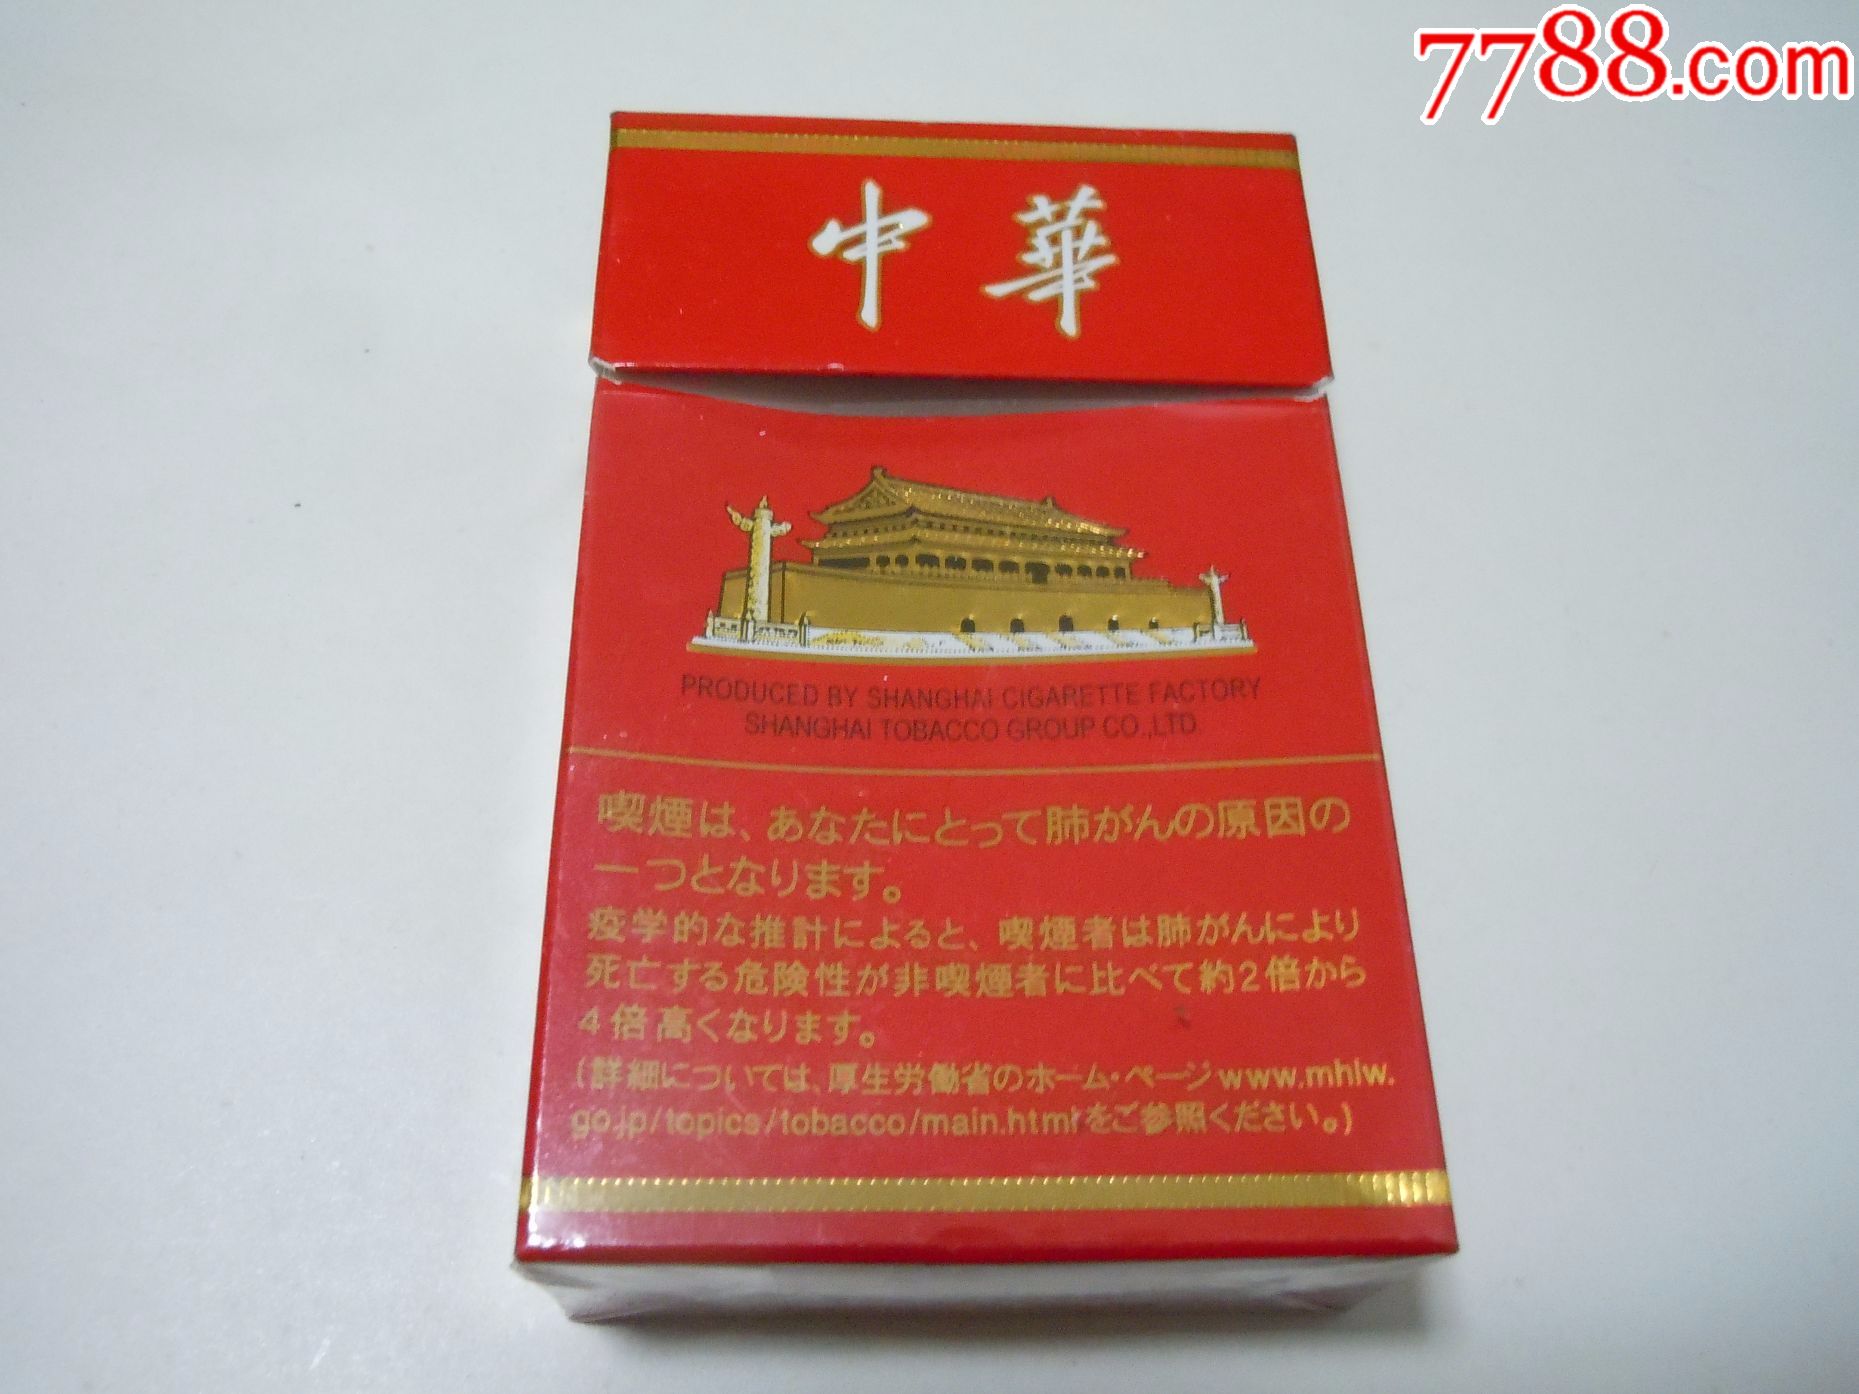 7788.com
中華
PRODUCED BY SHANGHAI CIGARETTE FACTORY
SHANGHAI TOBACCO GROUP CO.,LTD.
喫煙は、あなたにとって肺がんの原因の
一つとなります。
疫学的な推計によると、喫煙者は肺がんにより
死亡する危険性が非喫煙者に比べて約2倍から
4倍高くなります。
(詳細については、厚生労働省のホーム・ページwww.mhlw.
go.jp/topics/tobacco/main.htmlをご参照ください。)